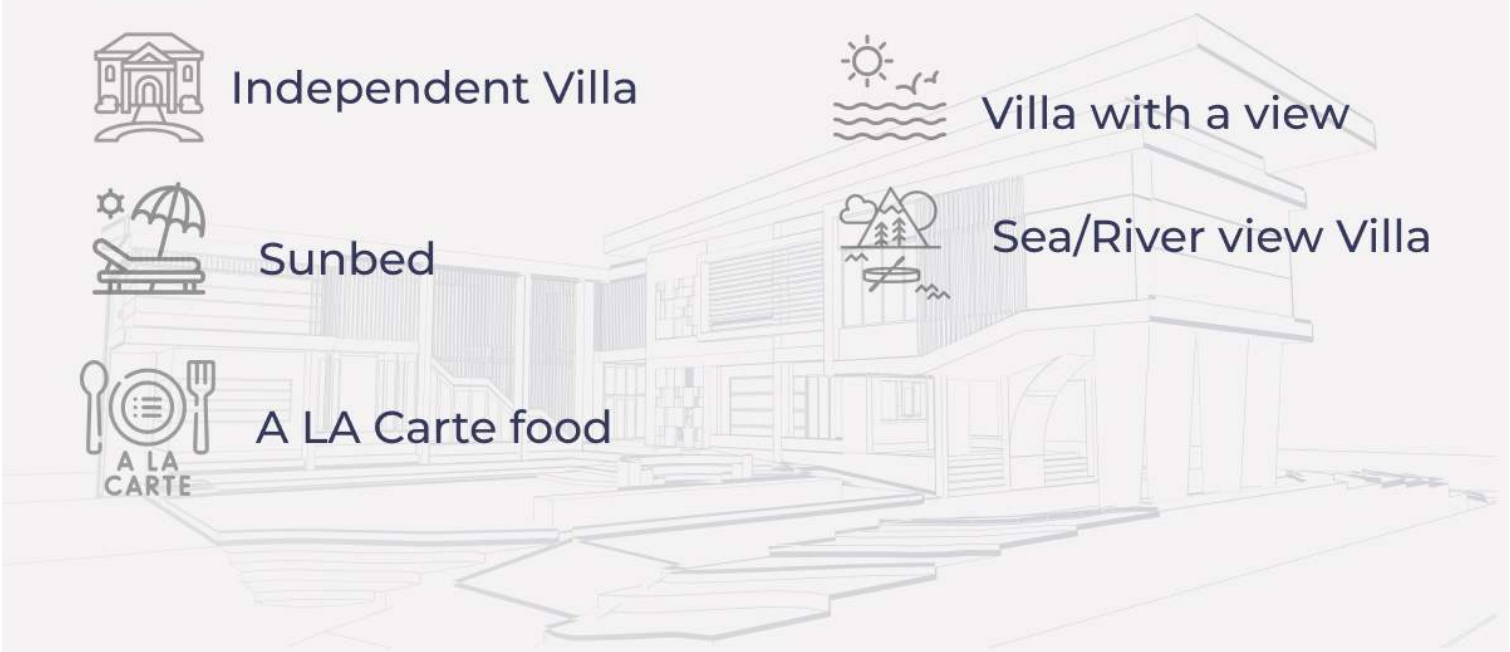 Independent Villa
Sunbed
A LA Carte food
A LA
CARTE
Villa with a view
Sea/River view Villa